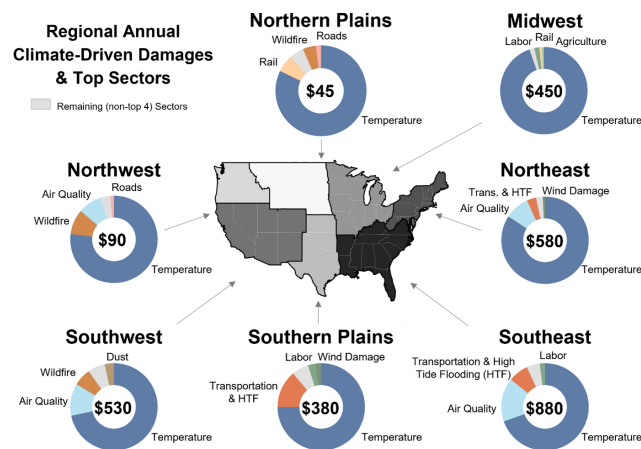 Regional Annual
Climate-Driven Damages
& Top Sectors
Remaining (non-top 4) Sectors
Northern Plains
Wildfire
Roads
Rail
$45
Temperature
Midwest
Labor
Rail
Agriculture
$450
Temperature
Northwest
Air Quality
Roads
Wildfire
$90
Temperature
Northeast
Trans. & HTF
Wind Damage
Air Quality
$580
Temperature
Southwest
Dust
Wildfire
Air Quality
$530
Temperature
Southern Plains
Labor
Wind Damage
Transportation
& HTF
$380
Temperature
Southeast
Labor
Transportation & High
Tide Flooding (HTF)
Air Quality
$880
Temperature